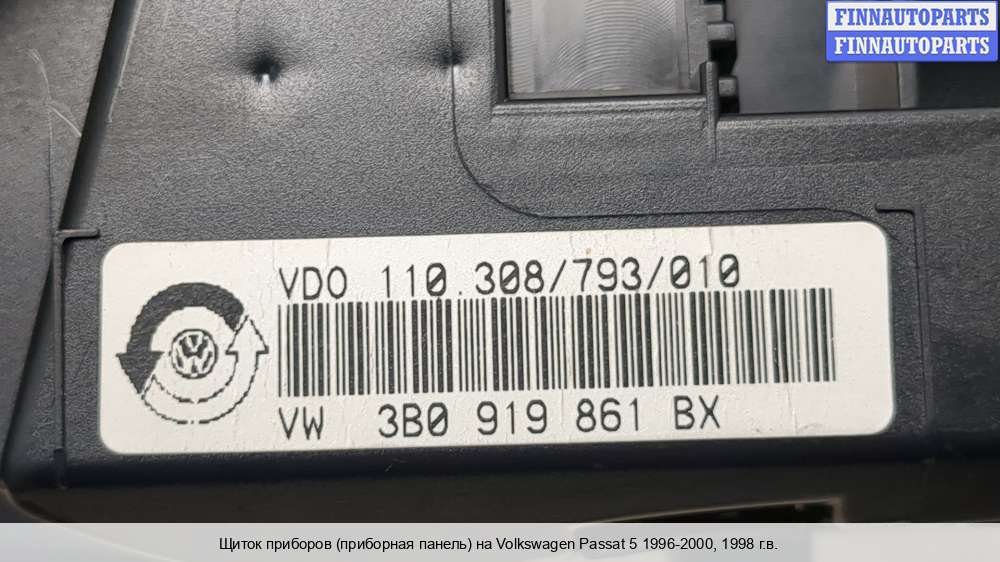 FINNAUTOPARTS
FINNAUTOPARTS
VDO 110.308/793/010
VW 3B0 919 861 BX
Щиток приборов (приборная панель) на Volkswagen Passat 5 1996-2000, 1998 г.в.